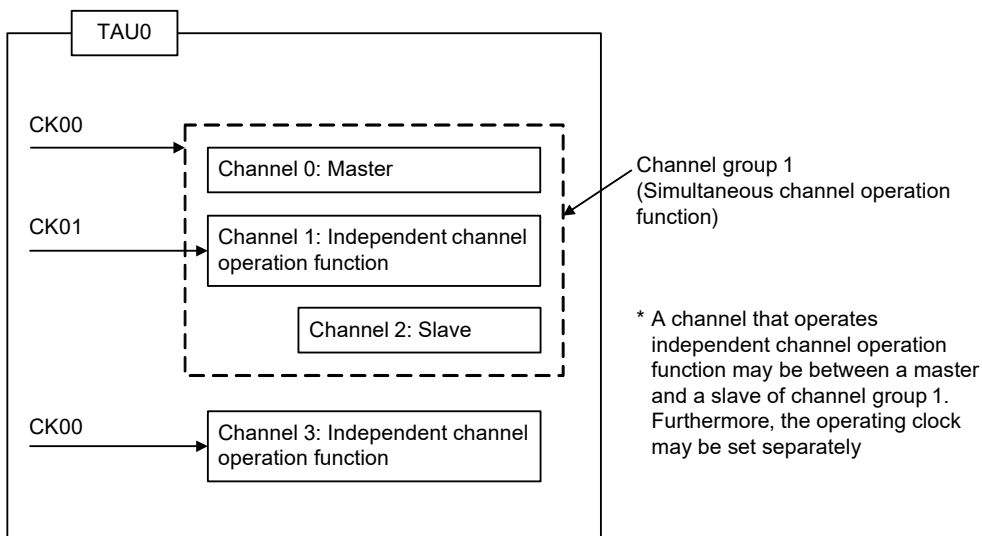 TAU0
CK00
Channel 0: Master
Channel group 1
(Simultaneous channel operation
function)
CK01
Channel 1: Independent channel
operation function
Channel 2: Slave
* A channel that operates
independent channel operation
function may be between a master
and a slave of channel group 1.
Furthermore, the operating clock
may be set separately
CK00
Channel 3: Independent channel
operation function